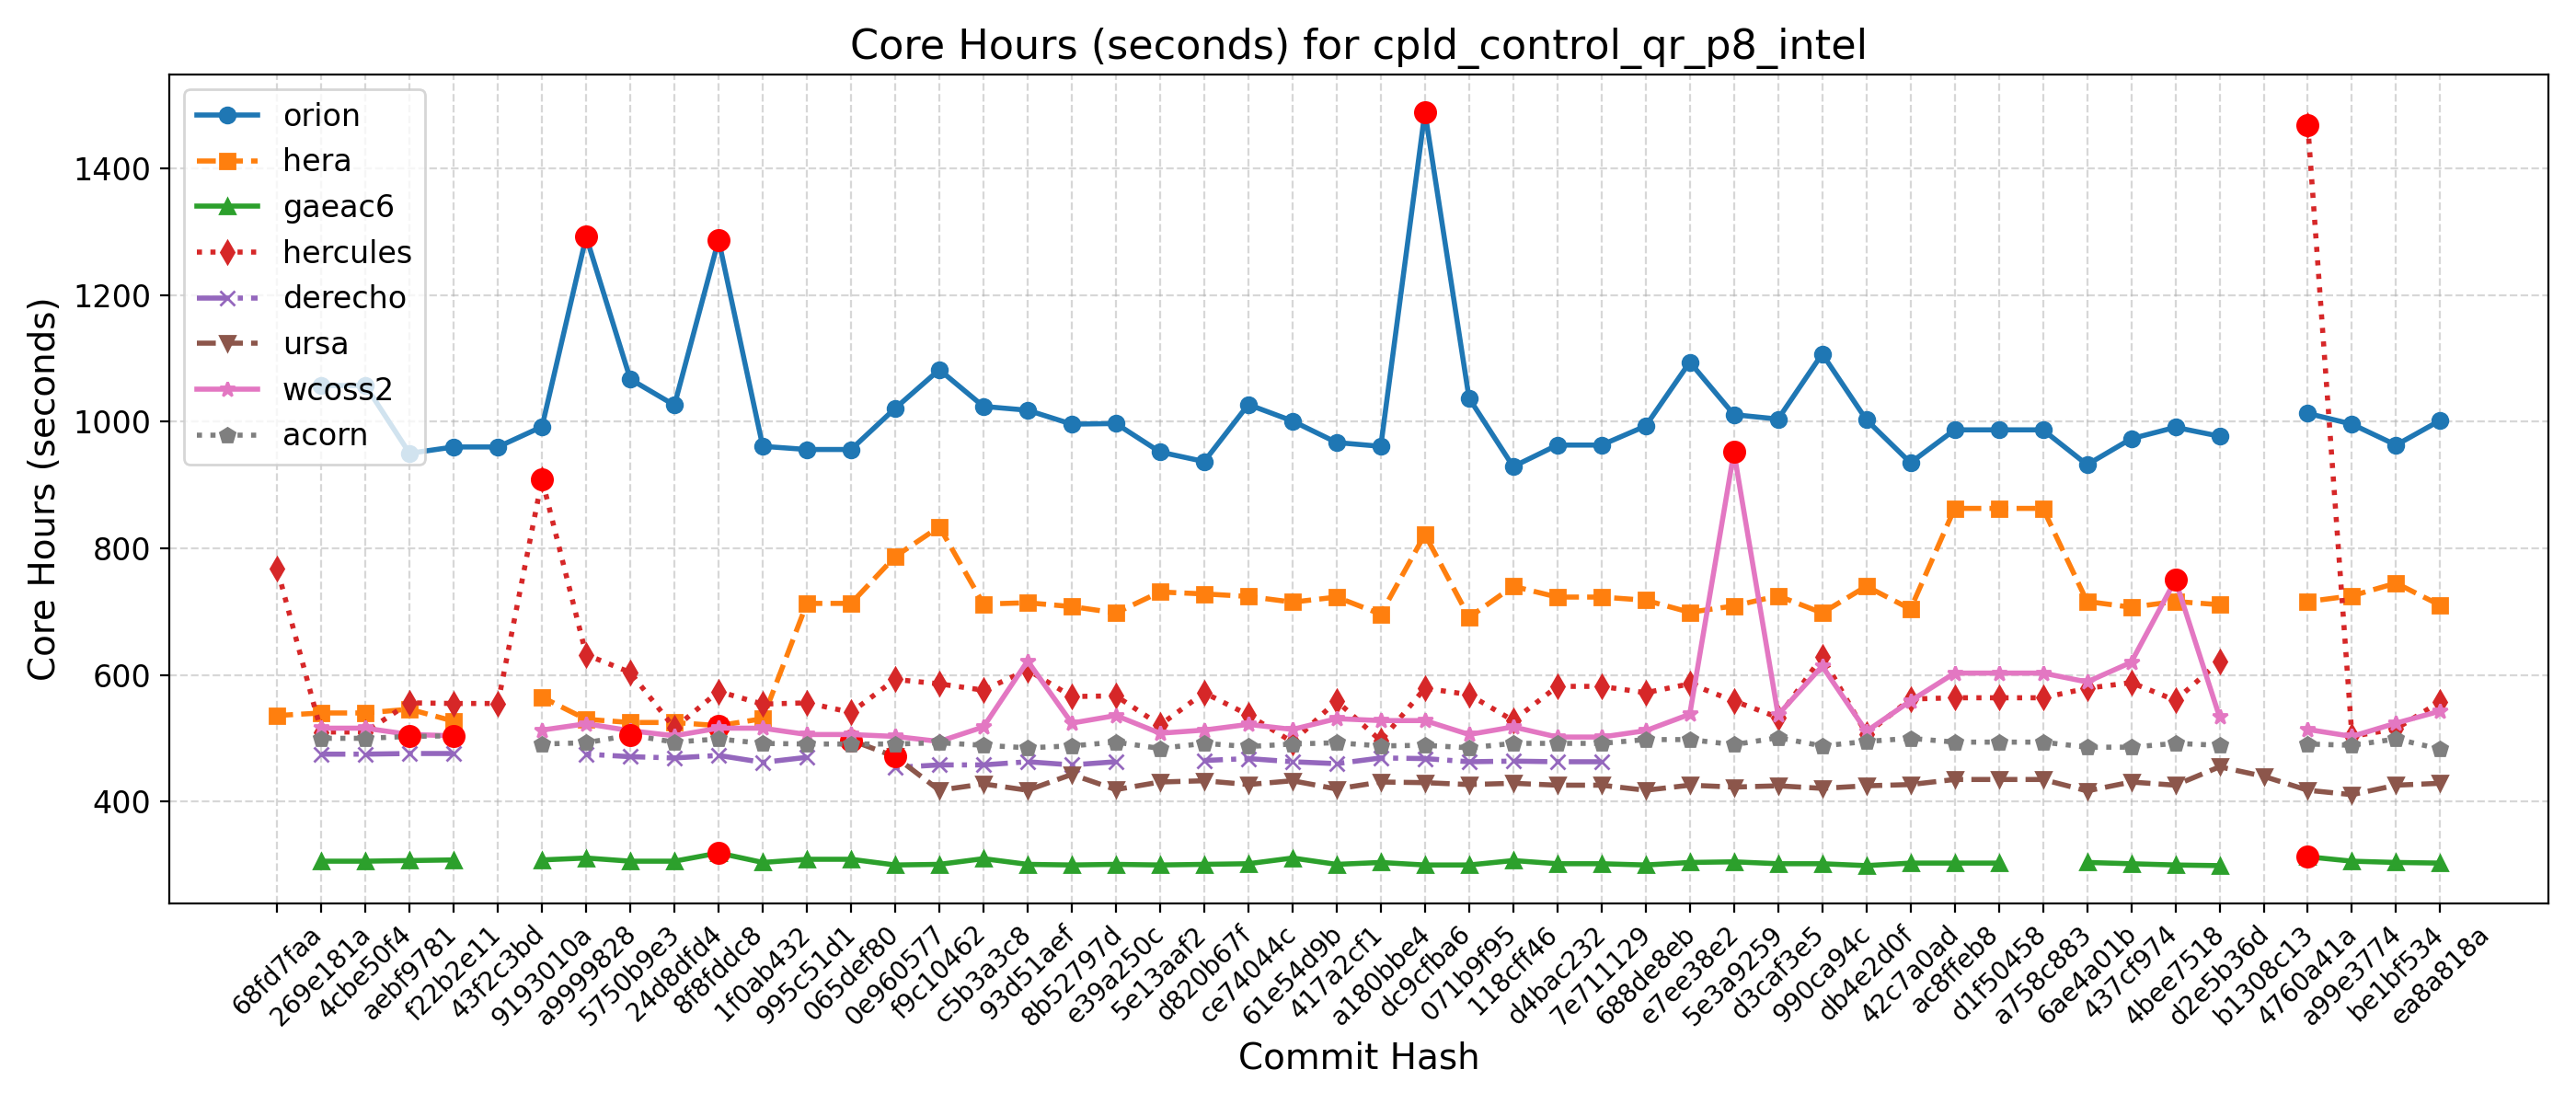 Core Hours (seconds) for cpld_control_qr_p8_intel
orion
hera
gaeac6
hercules
derecho
ursa
wcoss2
acorn
Core Hours (seconds)
1400
1200
1000
800
600
400
68fd7faa
269e181a
4cbe50f4
aebf9781
f22b2e11
43f2c3bd
9193010a
a9999828
5750b9e3
24d8dfd4
8f8fddc8
1f0ab432
995c51d1
065def80
0e960577
f9c10462
c5b3a3c8
93d51aef
8b52797d
e39a250c
5e13aaf2
d820b67f
ce74044c
61e54d9b
417a2cf1
a180bbe4
dc9cfba6
071b9f95
118cff46
d4bac232
7e711129
688de8eb
e7ee38e2
5e3a9259
d3caf3e5
990ca94c
db4e2d0f
42c7a0ad
ac8ffeb8
d1f50458
a758c883
6ae4a01b
437cf974
4bee7518
d2e5b36d
b1308c13
4760a41a
a99e3774
be1bf534
ea8a818a
Commit Hash